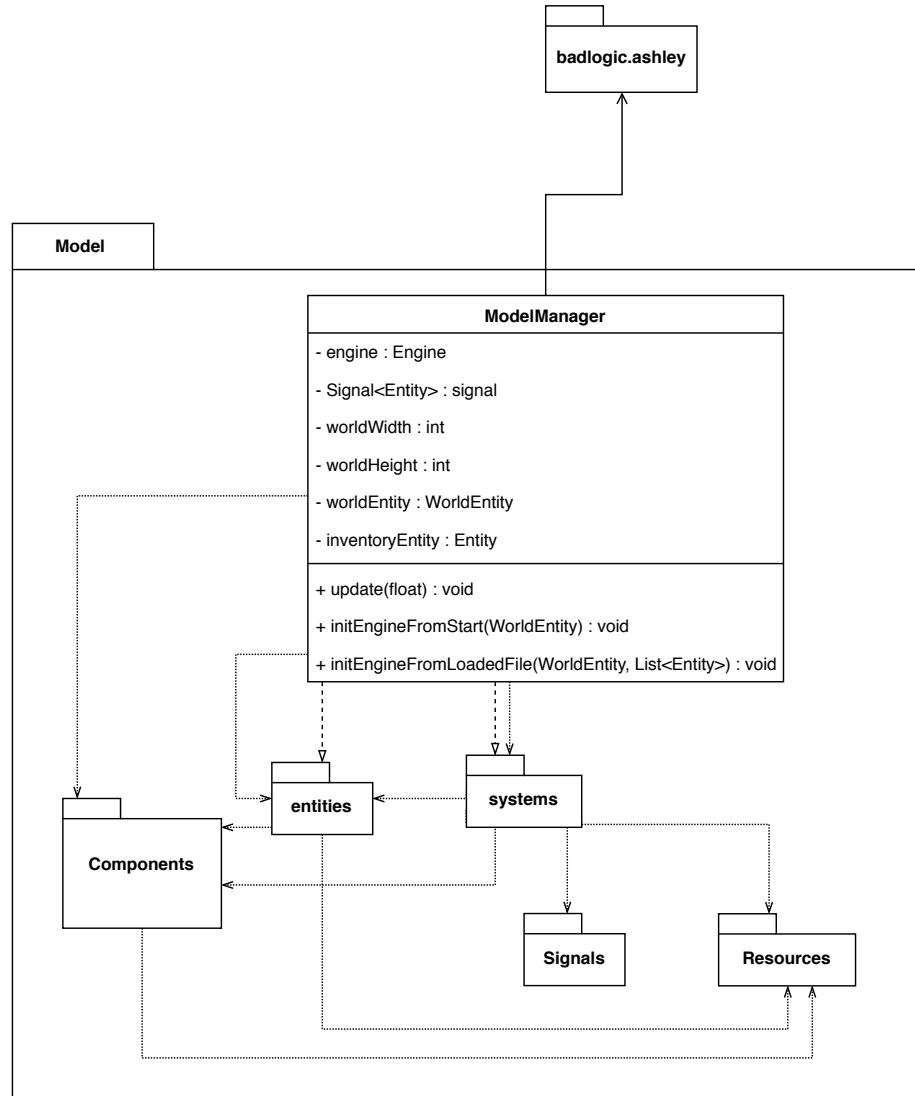 badlogic.ashley
Model
ModelManager
- engine : Engine
- Signal<Entity> : signal
- worldWidth : int
- worldHeight : int
- worldEntity : WorldEntity
- inventoryEntity : Entity
+ update(float) : void
+ initEngineFromStart(WorldEntity) : void
+ initEngineFromLoadedFile(WorldEntity, List<Entity>) : void
entities
systems
Components
Signals
Resources